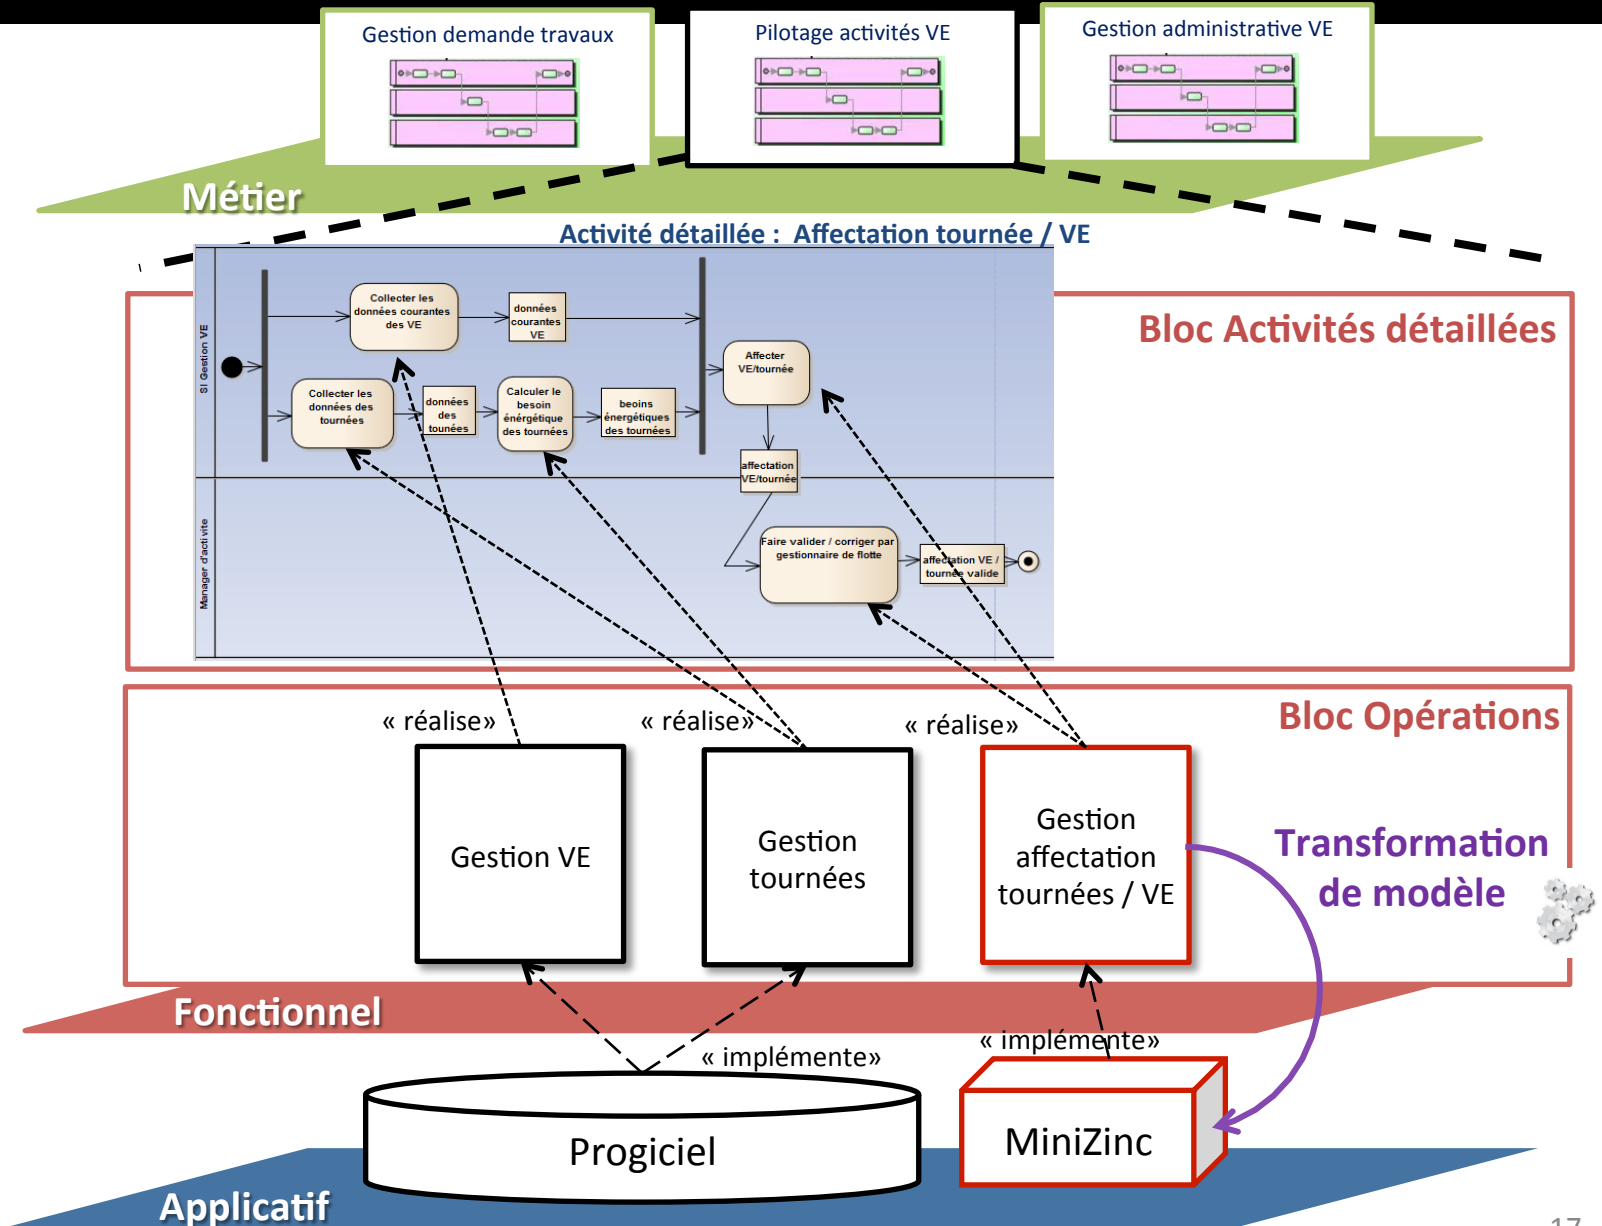 Gestion demande travaux
Pilotage activités VE
Gestion administrative VE
Métier
Activité détaillée :  Affectation tournée / VE
Bloc Activités détaillées
SI Gestion VE
Collecter les
données courantes
des VE
données
courantes
VE
Affecter
VE/tournée
Collecter les
données des
tournées
données
des
tounées
Calculer le
besoin
énérgétique
des tournées
beoins
énergétiques
des tournées
affectation
VE/tournée
Manager d'activite
Faire valider / corriger par
gestionnaire de flotte
affectation VE /
tournée valide
Bloc Opérations
« réalise»
« réalise»
« réalise»
Gestion VE
Gestion
tournées
Gestion
affectation
tournées / VE
Transformation
de modèle
Fonctionnel
« implémente»
« implémente»
Progiciel
MiniZinc
Applicatif
17